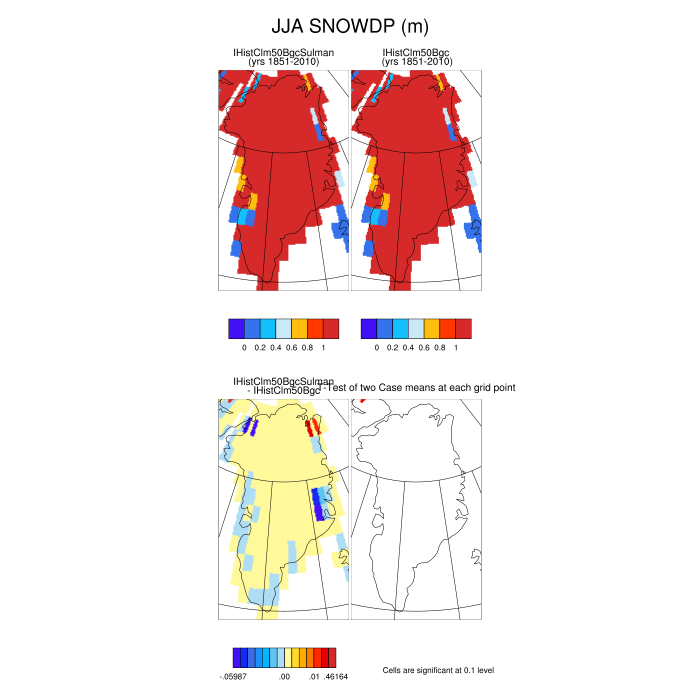 JJA SNOWDP (m)
IHistClm50BgcSulman
(yrs 1851-2010)
IHistClm50Bgc
(yrs 1851-2010)
0 0.2 0.4 0.6 0.8 1
0 0.2 0.4 0.6 0.8 1
IHistClm50BgcSulman
- IHistClm50Bgc
T-Test of two Case means at each grid point
-.05987 .00 .01 .46164
Cells are significant at 0.1 level